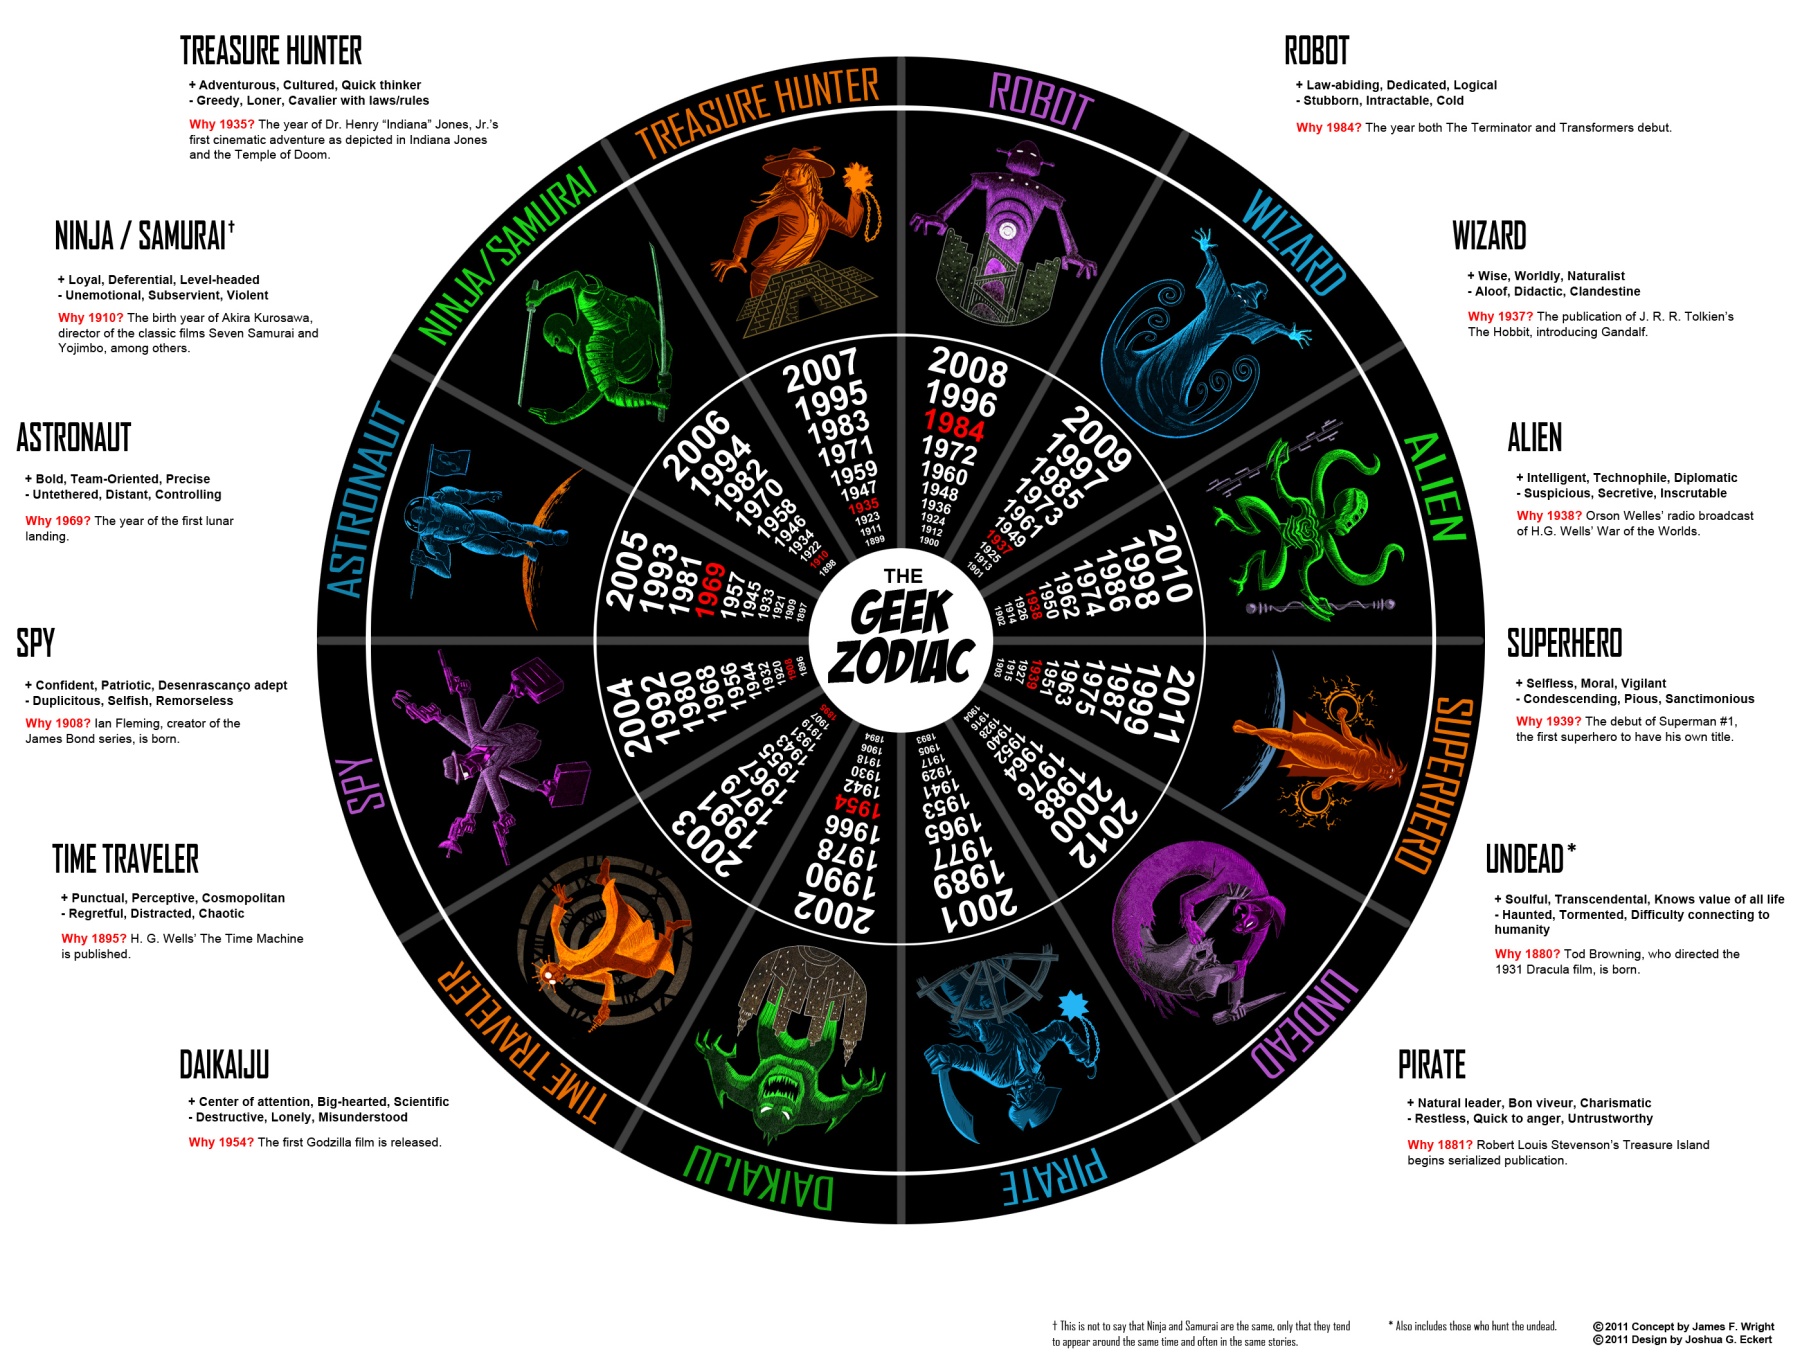 TREASURE HUNTER
+ Adventurous, Cultured, Quick thinker
- Greedy, Loner, Cavalier with laws/rules
Why 1935? The year of Dr. Henry “Indiana” Jones, Jr.’s
first cinematic adventure as depicted in Indiana Jones
and the Temple of Doom.
NINJA / SAMURAI†
+ Loyal, Deferential, Level-headed
- Unemotional, Subservient, Violent
Why 1910? The birth year of Akira Kurosawa,
director of the classic films Seven Samurai and
Yojimbo, among others.
ASTRONAUT
+ Bold, Team-Oriented, Precise
- Untethered, Distant, Controlling
Why 1969? The year of the first lunar
landing.
SPY
+ Confident, Patriotic, Desenrascanço adept
- Duplicitous, Selfish, Remorseless
Why 1908? Ian Fleming, creator of the
James Bond series, is born.
TIME TRAVELER
+ Punctual, Perceptive, Cosmopolitan
- Regretful, Distracted, Chaotic
Why 1895? H. G. Wells’ The Time Machine
is published.
DAIKAIJU
+ Center of attention, Big-hearted, Scientific
- Destructive, Lonely, Misunderstood
Why 1954? The first Godzilla film is released.
ROBOT
+ Law-abiding, Dedicated, Logical
- Stubborn, Intractable, Cold
Why 1984? The year both The Terminator and Transformers debut.
WIZARD
+ Wise, Worldly, Naturalist
- Aloof, Didactic, Clandestine
Why 1937? The publication of J. R. R. Tolkien’s
The Hobbit, introducing Gandalf.
ALIEN
+ Intelligent, Technophile, Diplomatic
- Suspicious, Secretive, Inscrutable
Why 1938? Orson Welles’ radio broadcast
of H.G. Wells’ War of the Worlds.
SUPERHERO
+ Selfless, Moral, Vigilant
- Condescending, Pious, Sanctimonious
Why 1939? The debut of Superman #1,
the first superhero to have his own title.
UNDEAD*
+ Soulful, Transcendental, Knows value of all life
- Haunted, Tormented, Difficulty connecting to
humanity
Why 1880? Tod Browning, who directed the
1931 Dracula film, is born.
PIRATE
+ Natural leader, Bon viveur, Charismatic
- Restless, Quick to anger, Untrustworthy
Why 1881? Robert Louis Stevenson’s Treasure Island
begins serialized publication.
THE
GEEK
ZODIAC
ROBOT
2008
1996
1984
1972
1960
1948
1936
1924
1912
1900
WIZARD
2009
1997
1985
1973
1961
1949
1937
1925
1913
1901
ALIEN
2010
1998
1986
1974
1962
1950
1938
1926
1914
1902
SUPERHERO
2011
1999
1987
1975
1963
1951
1939
1927
1915
1903
UNDEAD
2012
2000
1988
1976
1964
1952
1940
1928
1916
1904
PIRATE
2001
1989
1977
1965
1953
1941
1929
1917
1905
1893
DAIKAIJU
2002
1990
1978
1966
1954
1942
1930
1918
1906
1894
TIME TRAVELER
2003
1991
1979
1967
1955
1943
1931
1919
1907
1895
SPY
2004
1992
1980
1968
1956
1944
1932
1920
1908
1896
ASTRONAUT
2005
1993
1981
1969
1957
1945
1933
1921
1909
1897
NINJA/SAMURAI
2006
1994
1982
1970
1958
1946
1934
1922
1910
1898
TREASURE HUNTER
2007
1995
1983
1971
1959
1947
1935
1923
1911
1899
† This is not to say that Ninja and Samurai are the same, only that they tend
to appear around the same time and often in the same stories.
* Also includes those who hunt the undead.
©2011 Concept by James F. Wright
©2011 Design by Joshua G. Eckert